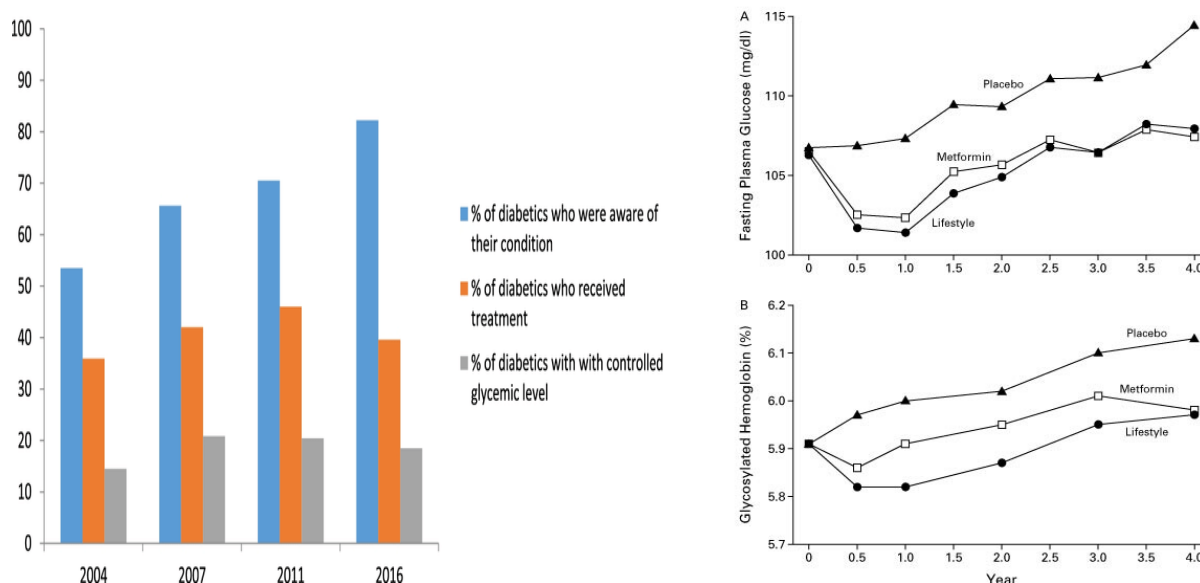 100
90
80
70
60
50
40
30
20
10
0
2004 2007 2011 2016
% of diabetics who were aware of
their condition
% of diabetics who received
treatment
% of diabetics with with controlled
glycemic level
A
Fasting Plasma Glucose (mg/dl)
115
110
105
100
Placebo
Metformin
Lifestyle
0 0.5 1.0 1.5 2.0 2.5 3.0 3.5 4.0
B
Glycosylated Hemoglobin (%)
6.2
6.1
6.0
5.9
5.8
5.7
Placebo
Metformin
Lifestyle
0 0.5 1.0 1.5 2.0 2.5 3.0 3.5 4.0
Year